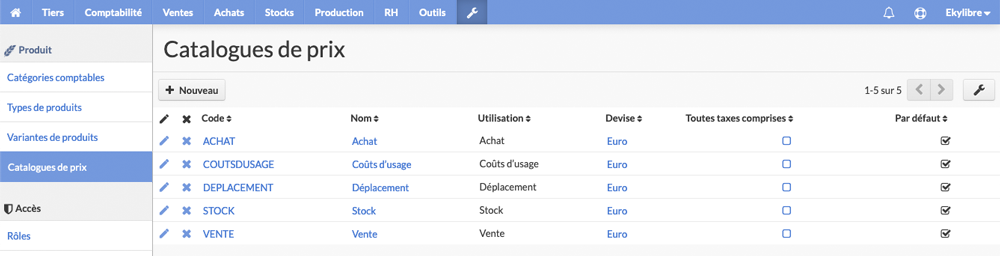 Tiers Comptabilité Ventes Achats Stocks Production RH Outils Ekylibre
Produit
Catégories comptables
Types de produits
Variantes de produits
Catalogues de prix
Accès
Rôles
Catalogues de prix
Nouveau 1-5 sur 5
Code Nom Utilisation Devise Toutes taxes comprises Par défaut
ACHAT Achat Achat Euro
COUTSDUSAGE Coûts d'usage Coûts d'usage Euro
DEPLACEMENT Déplacement Déplacement Euro
STOCK Stock Stock Euro
VENTE Vente Vente Euro